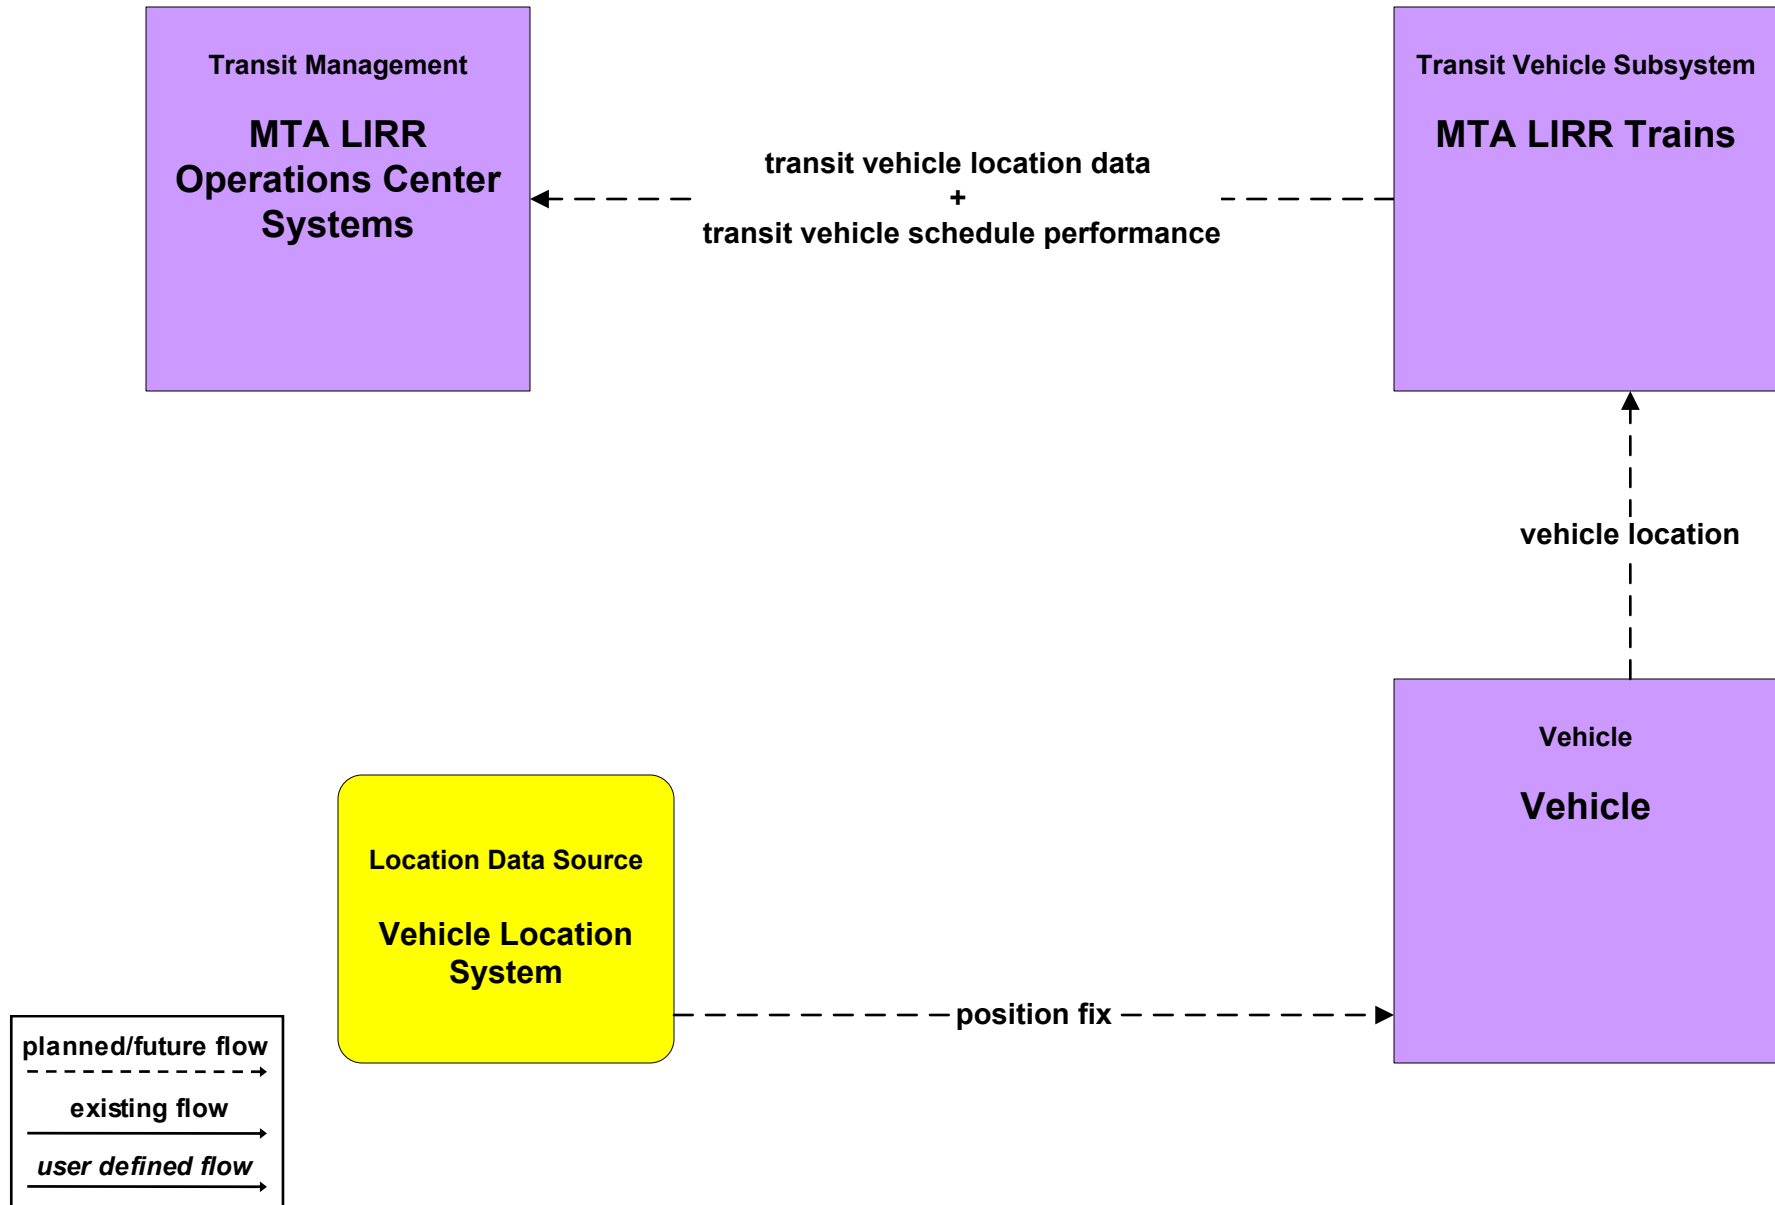 Transit Management
MTA LIRR
Operations Center
Systems
transit vehicle location data
+
transit vehicle schedule performance
Transit Vehicle Subsystem
MTA LIRR Trains
vehicle location
Vehicle
Vehicle
Location Data Source
Vehicle Location
System
position fix
planned/future flow
existing flow
user defined flow